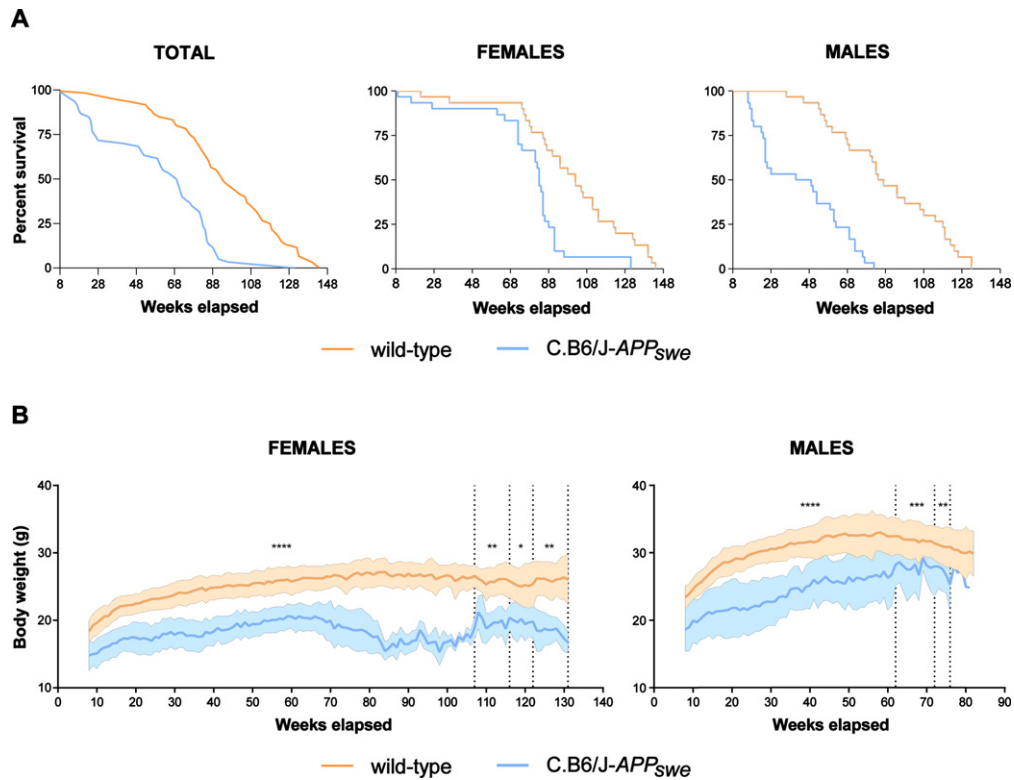 A
TOTAL
FEMALES
MALES
Percent survival
100
75
50
25
0
8 28 48 68 88 108 128 148
Weeks elapsed
100
75
50
25
0
8 28 48 68 88 108 128 148
Weeks elapsed
100
75
50
25
0
8 28 48 68 88 108 128 148
Weeks elapsed
wild-type C.B6/J-APPswe
B
FEMALES
MALES
Body weight (g)
40
30
20
10
**** ** * **
0 10 20 30 40 50 60 70 80 90 100 110 120 130 140
Weeks elapsed
40
30
20
10
**** *** **
0 10 20 30 40 50 60 70 80 90
Weeks elapsed
wild-type C.B6/J-APPswe